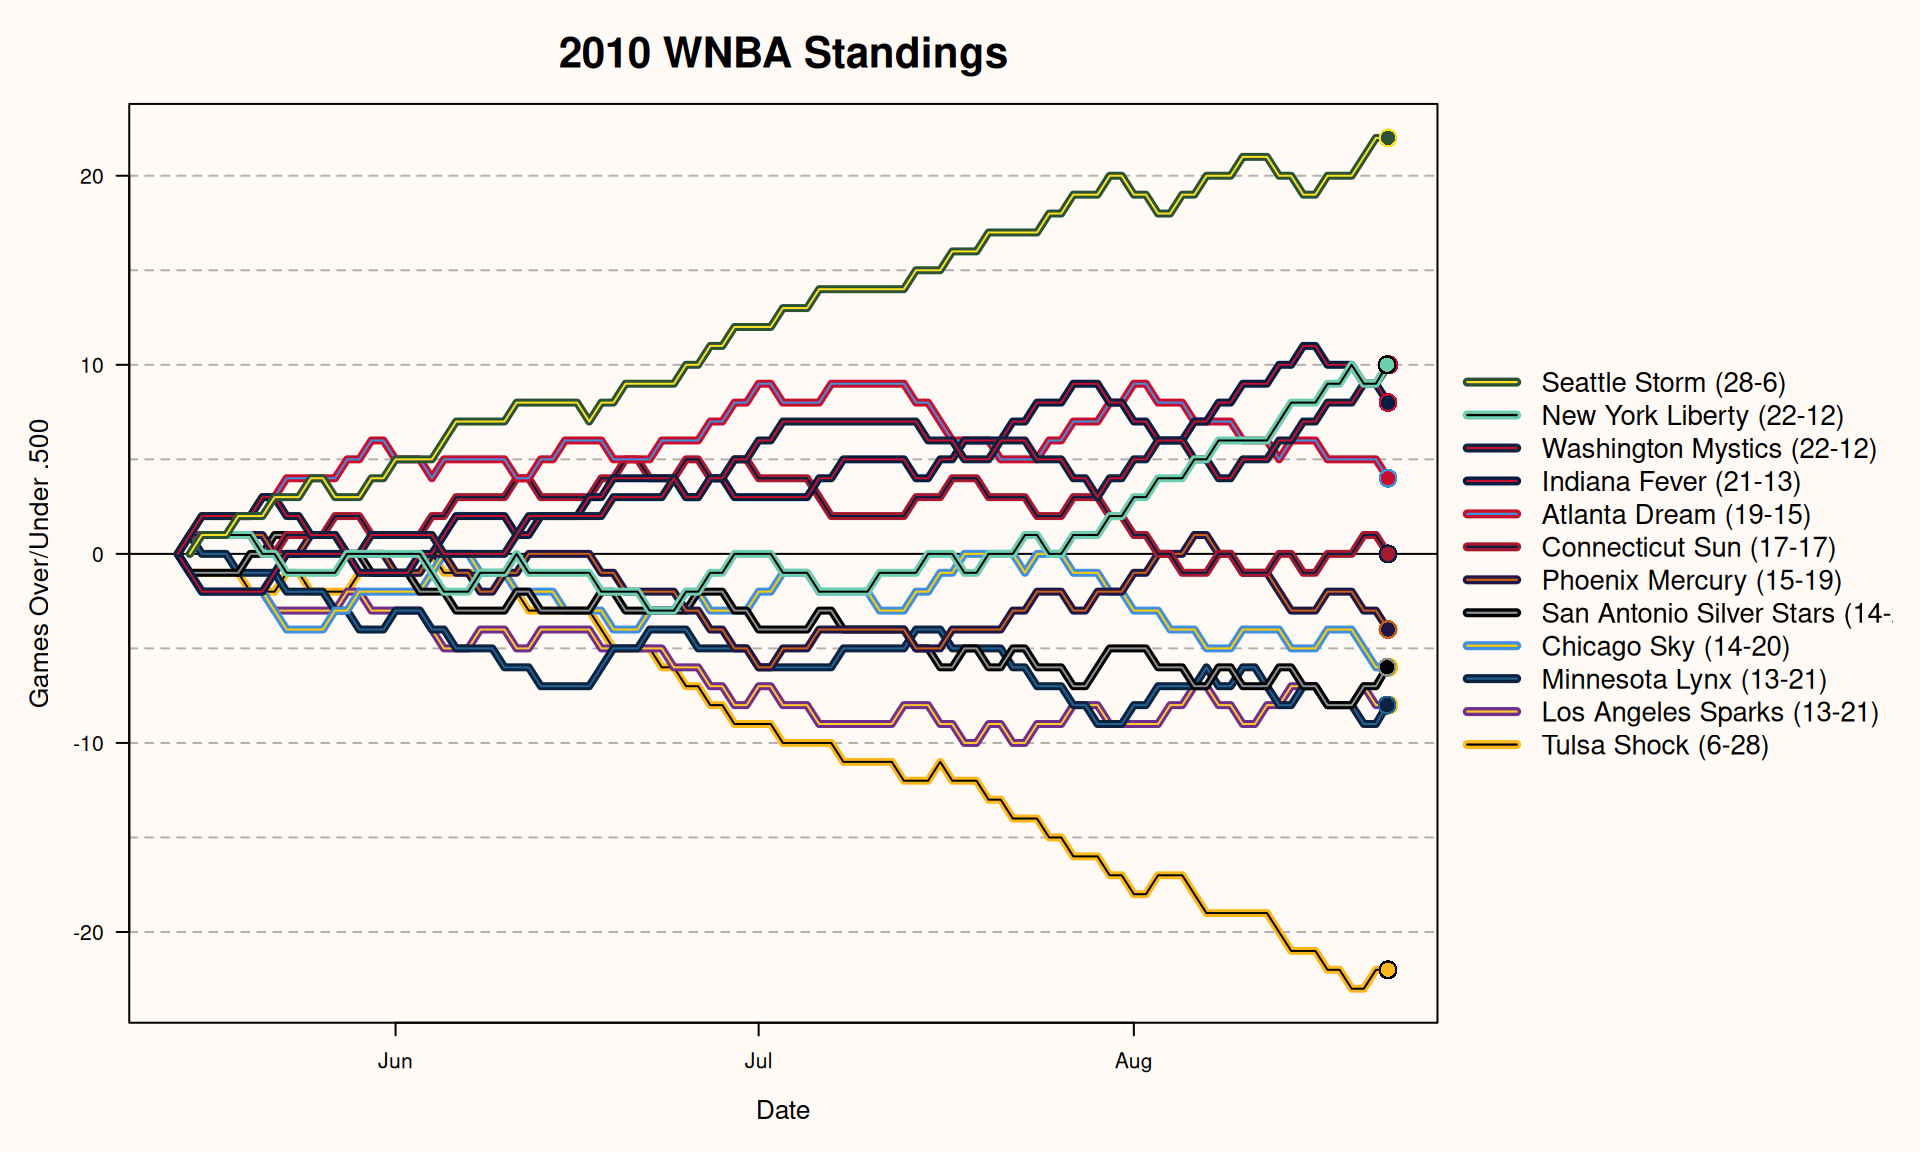 2010 WNBA Standings
Games Over/Under .500
20
10
0
-10
-20
Jun
Jul
Aug
Date
Seattle Storm (28-6)
New York Liberty (22-12)
Washington Mystics (22-12)
Indiana Fever (21-13)
Atlanta Dream (19-15)
Connecticut Sun (17-17)
Phoenix Mercury (15-19)
San Antonio Silver Stars (14-
Chicago Sky (14-20)
Minnesota Lynx (13-21)
Los Angeles Sparks (13-21)
Tulsa Shock (6-28)